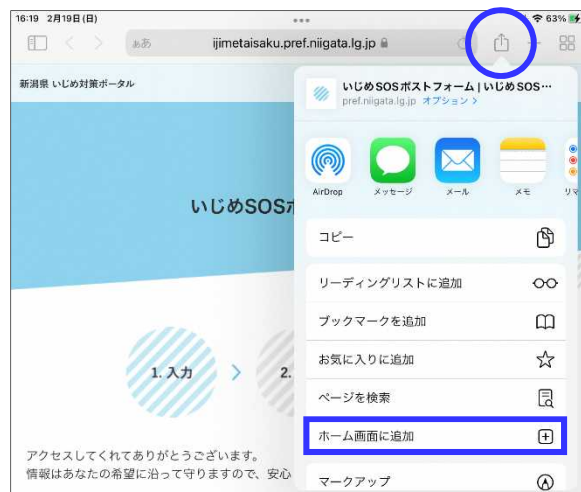 16:19 2月19日(日)
63%
ああ
ijimetaisaku.pref.niigata.lg.jp
新潟県 いじめ対策ポータル
いじめSOSポストフォーム | いじめSOS…
pref.niigata.lg.jp オプション >
AirDrop
メッセージ
メール
メモ
リマ
いじめSOSポ
コピー
リーディングリストに追加
ブックマークを追加
お気に入りに追加
ページを検索
ホーム画面に追加
マークアップ
1. 入力
2.
アクセスしてくれてありがとうございます。
情報はあなたの希望に沿って守りますので、安心